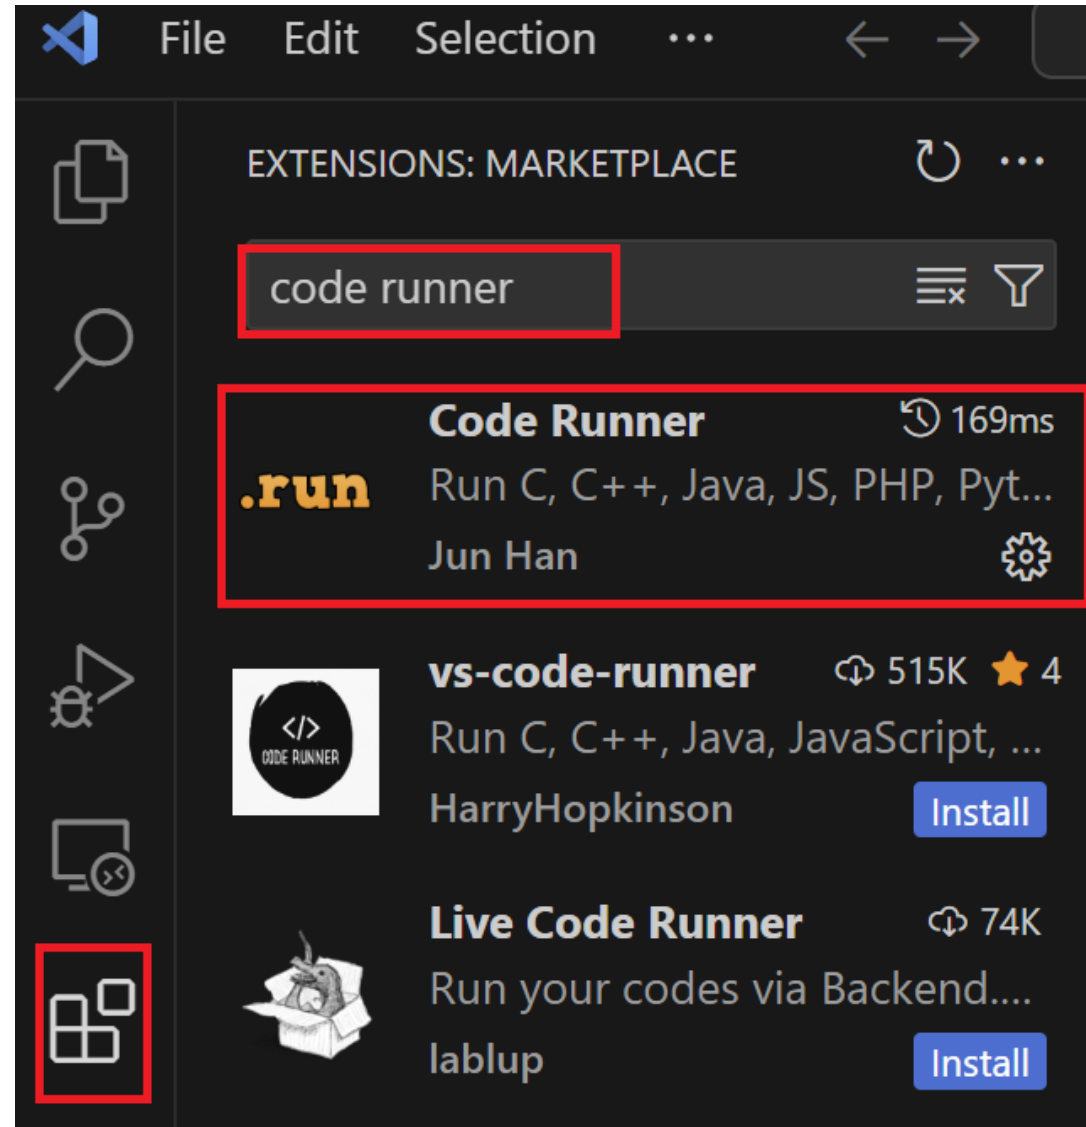 File Edit Selection ...
EXTENSIONS: MARKETPLACE ...
code runner
Code Runner 169ms
.run
Run C, C++, Java, JS, PHP, Pyt...
Jun Han
vs-code-runner 515K 4
</>
CODE RUNNER
Run C, C++, Java, JavaScript, ...
HarryHopkinson Install
Live Code Runner 74K
Run your codes via Backend....
lablup Install